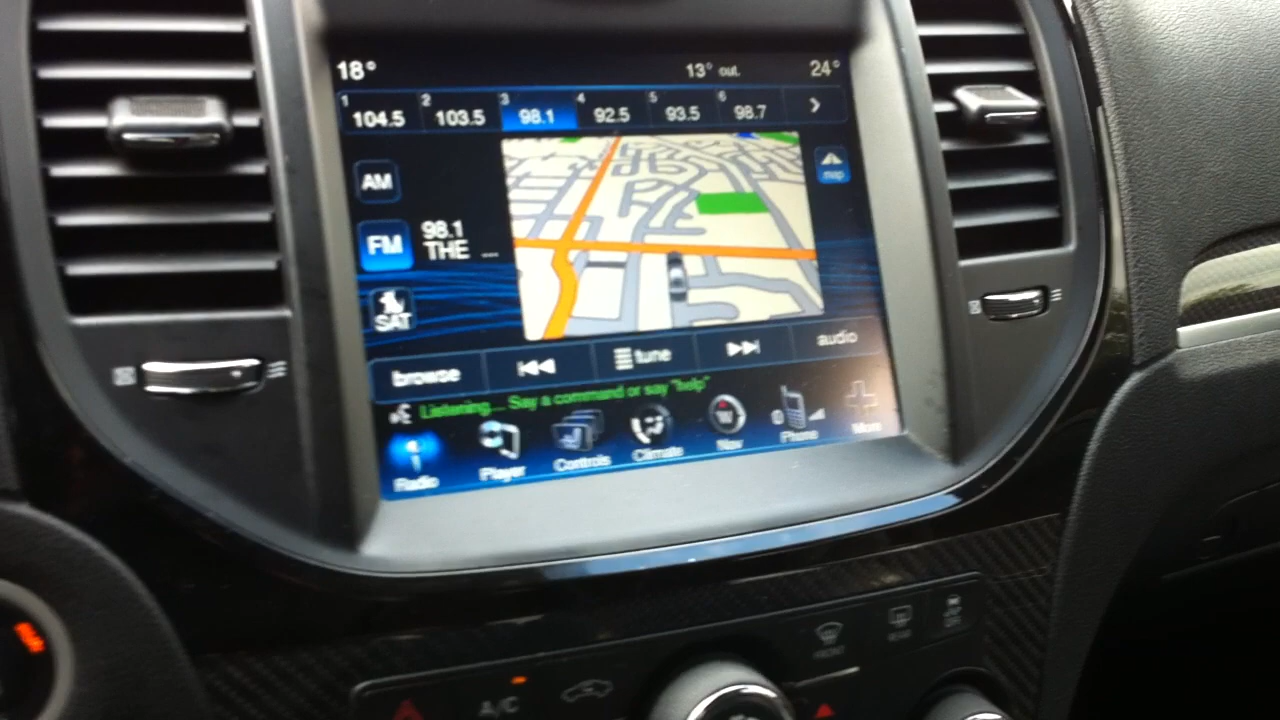 18° 13° out. 24°
1 104.5 2 103.5 3 98.1 4 92.5 5 93.5 6 98.7 >
AM
map
FM 98.1
THE ...
SAT
browse tune audio
Listening... Say a command or say "help"
Radio Player Controls Climate Nav Phone More
A/C
FRONT